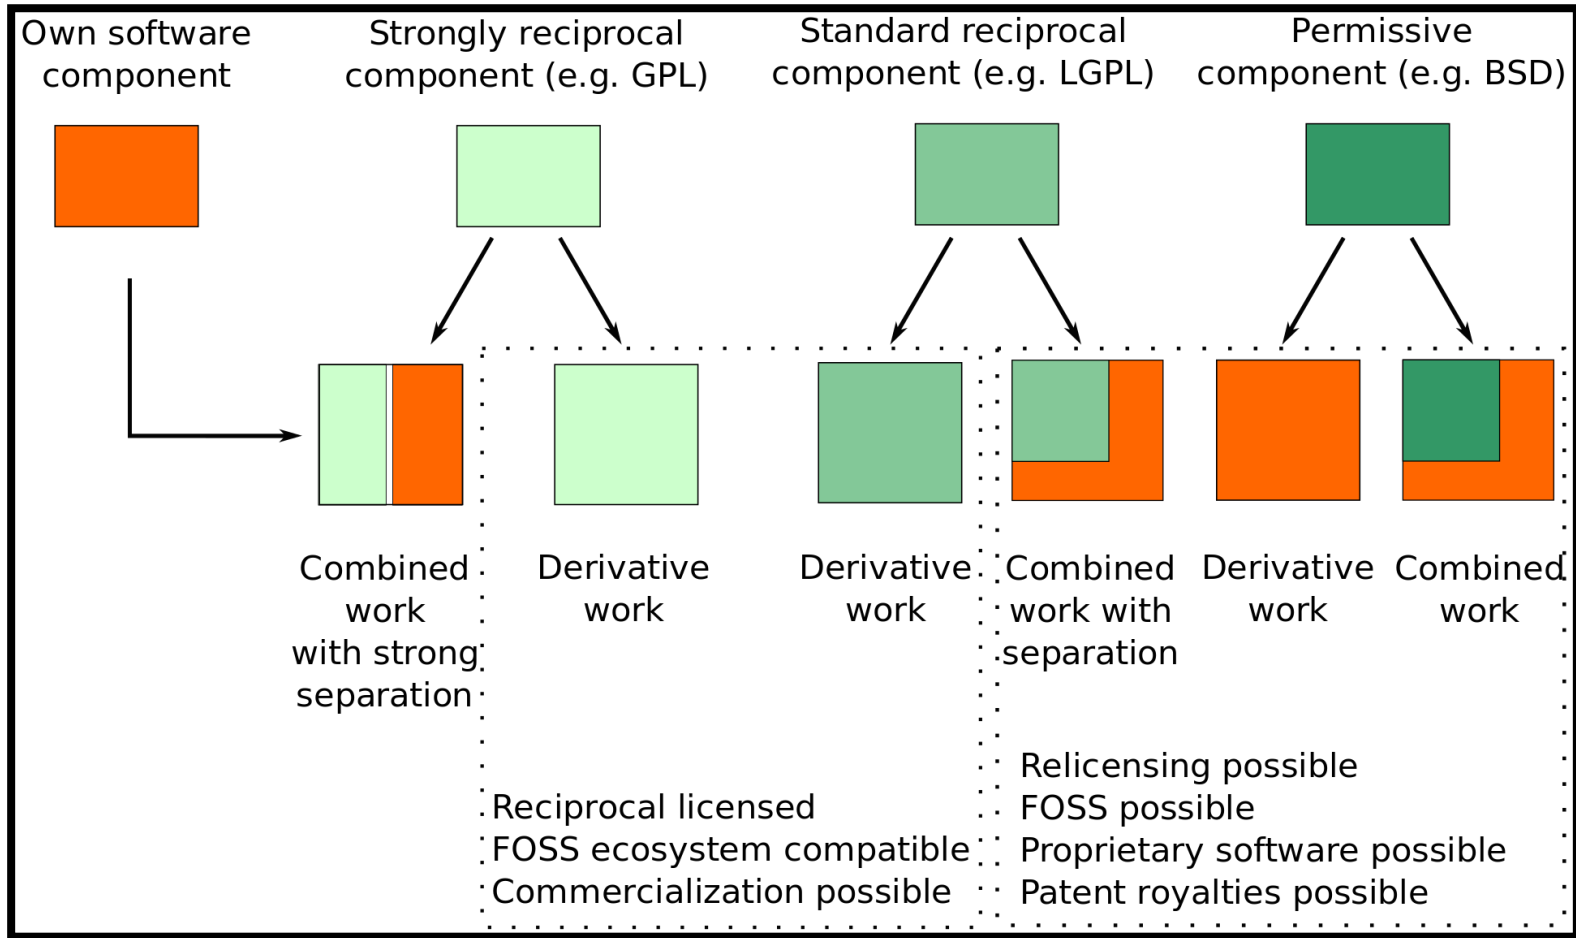 Own software
component
Strongly reciprocal
component (e.g. GPL)
Standard reciprocal
component (e.g. LGPL)
Permissive
component (e.g. BSD)
Combined
work
with strong
separation
Derivative
work
Derivative
work
Combined
work with
separation
Derivative
work
Combined
work
Reciprocal licensed
FOSS ecosystem compatible
Commercialization possible
Relicensing possible
FOSS possible
Proprietary software possible
Patent royalties possible